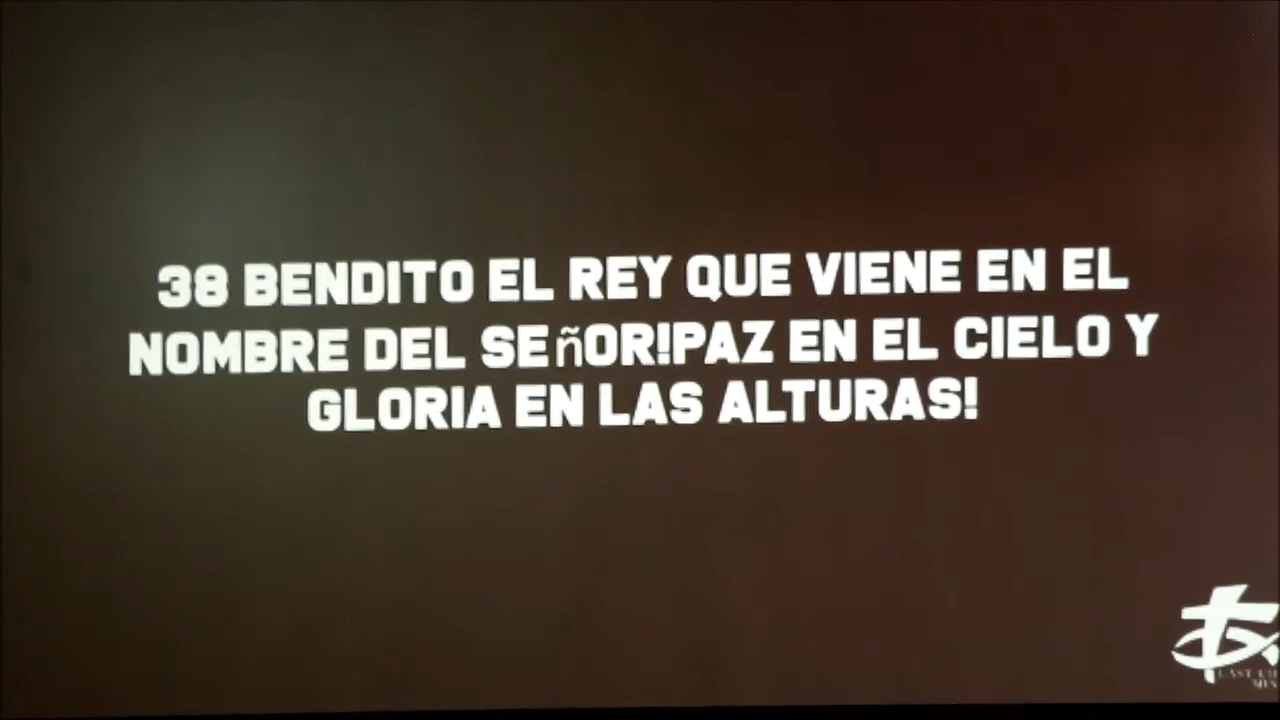 38 BENDITO EL REY QUE VIENE EN EL
NOMBRE DEL SEñOR!PAZ EN EL CIELO Y
GLORIA EN LAS ALTURAS!